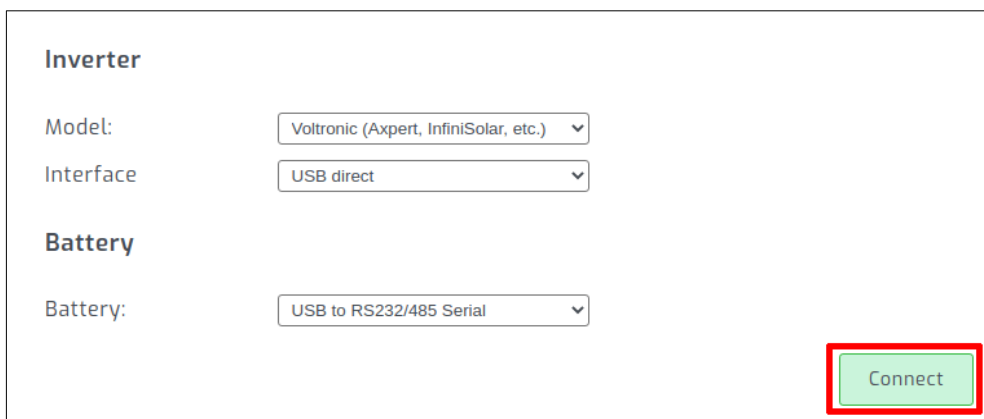 Inverter
Model: Voltronic (Axpert, InfiniSolar, etc.)
Interface USB direct
Battery
Battery: USB to RS232/485 Serial
Connect